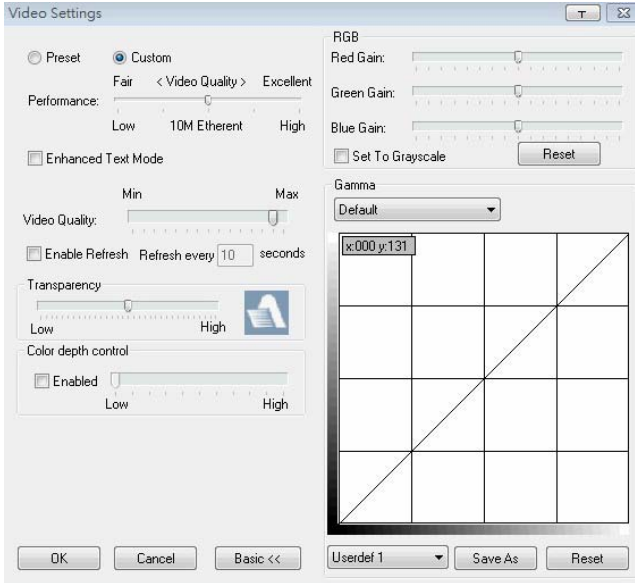 Video Settings
T
Preset
Custom
Fair < Video Quality > Excellent
Performance:
Low 10M Etherent High
Enhanced Text Mode
Min Max
Video Quality:
Enable Refresh Refresh every 10 seconds
Transparency
Low High
Color depth control
Enabled
Low High
OK
Cancel
Basic <<
RGB
Red Gain:
Green Gain:
Blue Gain:
Set To Grayscale
Reset
Gamma
Default
x:000 y:131
Userdef 1
Save As
Reset